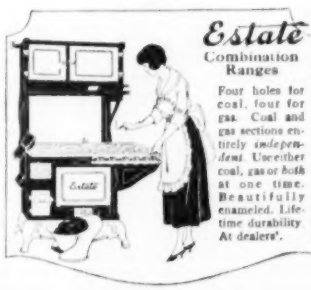 Estate
Combination
Ranges
Four holes for
coal, four for
gas. Coal and
gas sections en-
tirely indepen-
dent. Use either
coal, gas or both
at one time.
Beautifully
enameled. Life-
time durability.
At dealers'.
Estate